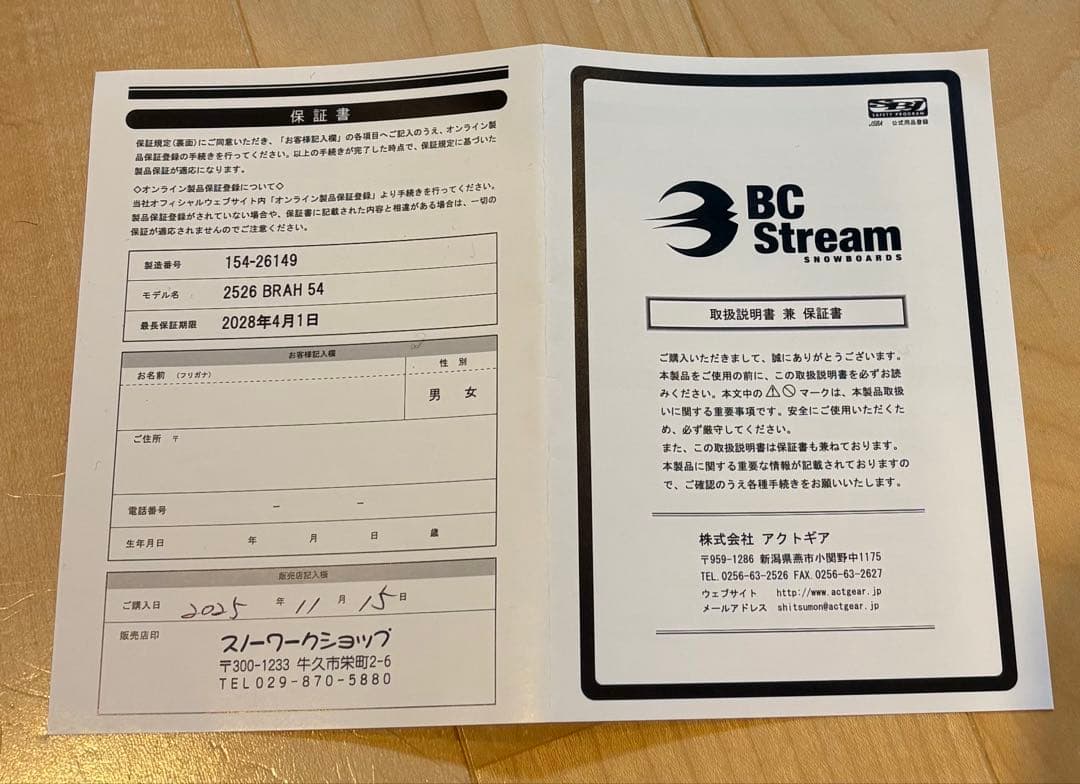 保証書
保証規定(裏面)にご同意いただき、「お客様記入欄」の各項目へご記入のうえ、オンライン製
品保証登録の手続きを行ってください。以上の手続きが完了した時点で、保証規定に基づいた
製品保証が適応になります。
◇オンライン製品保証登録について◇
当社オフィシャルウェブサイト内「オンライン製品保証登録」より手続きを行ってください。
製品保証登録がされていない場合や、保証書に記載された内容と相違がある場合は、一切の
保証が適応されませんのでご注意ください。
製造番号 154-26149
モデル名 2526 BRAH 54
最長保証期限 2028年4月1日
お客様記入欄
お名前 (フリガナ) 性別
男 女
ご住所 〒
電話番号 － －
生年月日 年 月 日 歳
販売店記入欄
ご購入日 2025 年 11 月 15 日
販売店印
スノーワークショップ
〒300-1233 牛久市栄町2-6
TEL029-870-5880
SBJ
SAFETY PROGRAM
JSBA 公式用品登録
BC
Stream
SNOWBOARDS
取扱説明書 兼 保証書
ご購入いただきまして、誠にありがとうございます。
本製品をご使用の前に、この取扱説明書を必ずお読
みください。本文中の⚠🚫マークは、本製品取扱
いに関する重要事項です。安全にご使用いただくた
め、必ず厳守してください。
また、この取扱説明書は保証書も兼ねております。
本製品に関する重要な情報が記載されておりますの
で、ご確認のうえ各種手続きをお願いいたします。
株式会社 アクトギア
〒959-1286 新潟県燕市小関野中1175
TEL.0256-63-2526 FAX.0256-63-2627
ウェブサイト http://www.actgear.jp
メールアドレス shitsumon@actgear.jp